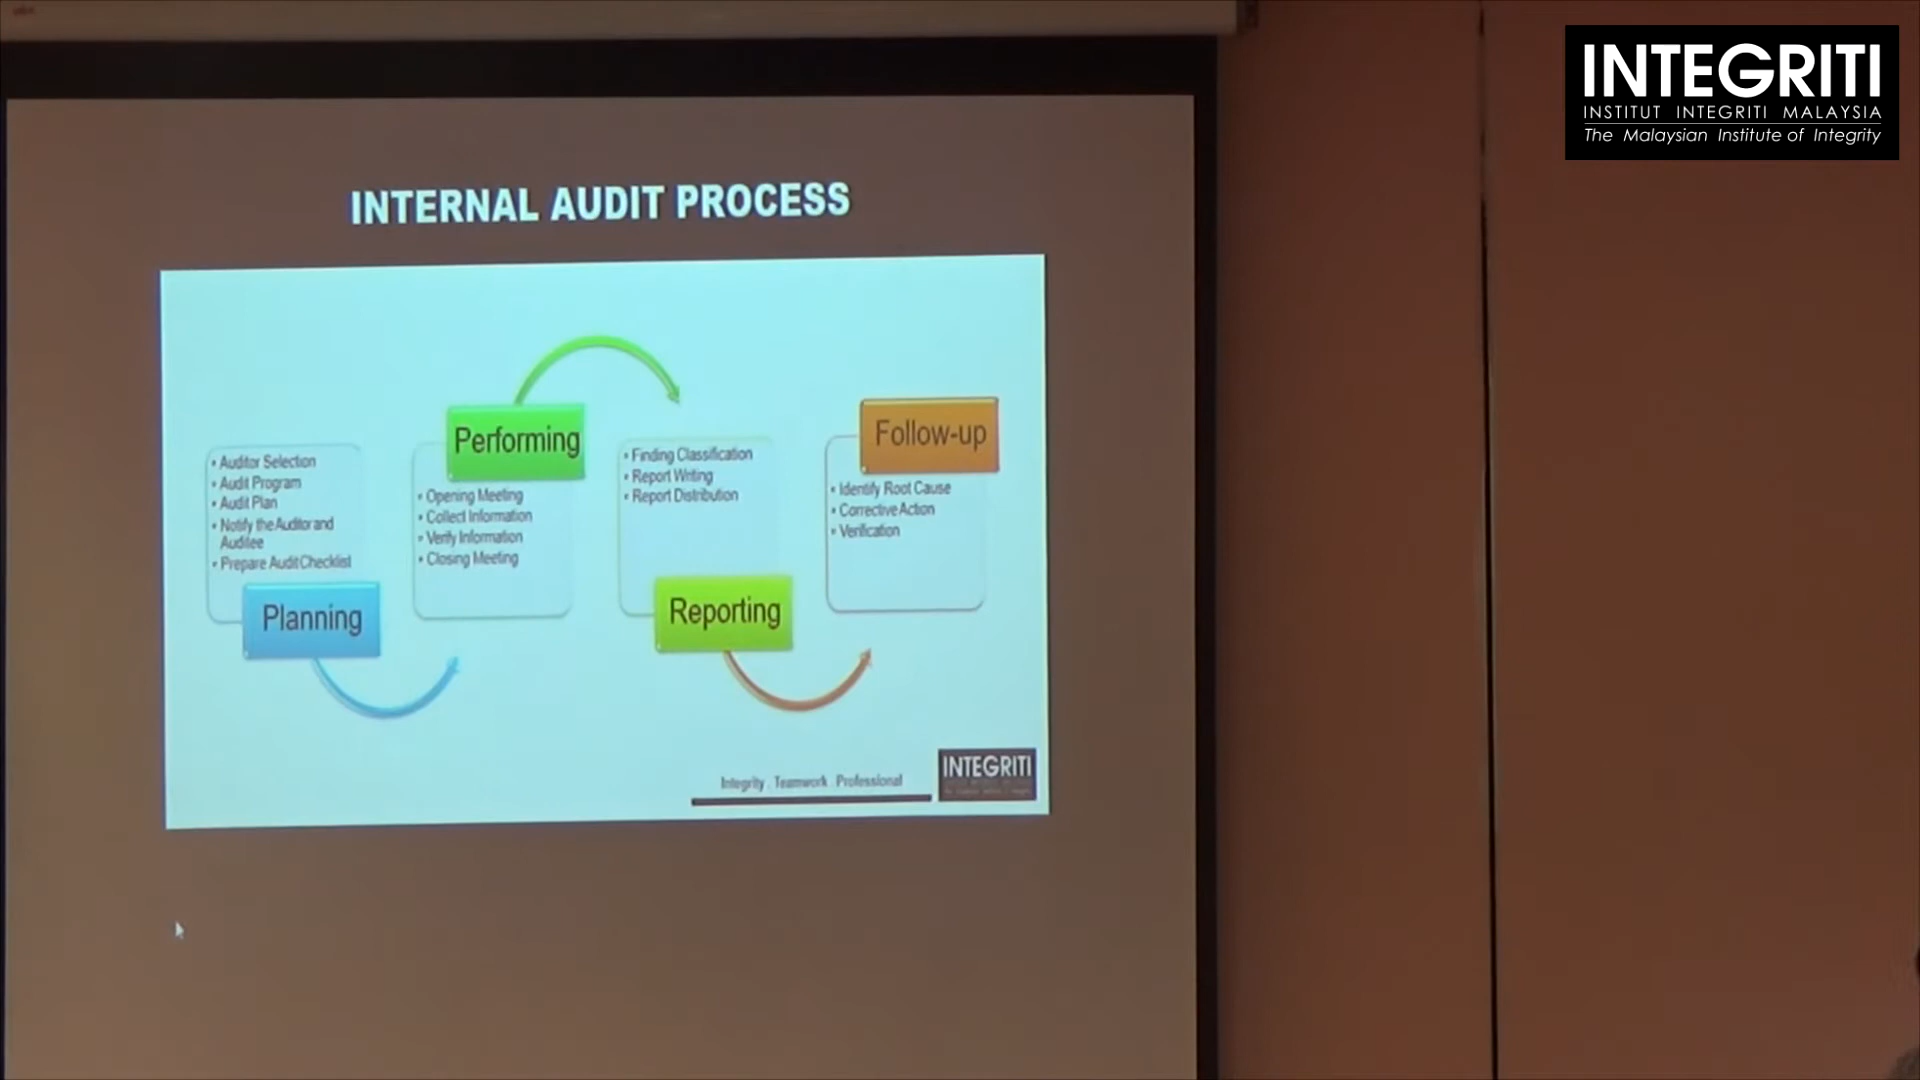 INTEGRITI
INSTITUT INTEGRITI MALAYSIA
The Malaysian Institute of Integrity
INTERNAL AUDIT PROCESS
• Auditor Selection
• Audit Program
• Audit Plan
• Notify the Auditor and
Auditee
• Prepare Audit Checklist
Planning
Performing
• Opening Meeting
• Collect Information
• Verify Information
• Closing Meeting
• Finding Classification
• Report Writing
• Report Distribution
Reporting
Follow-up
• Identify Root Cause
• Corrective Action
• Verification
Integrity . Teamwork . Professional
INTEGRITI